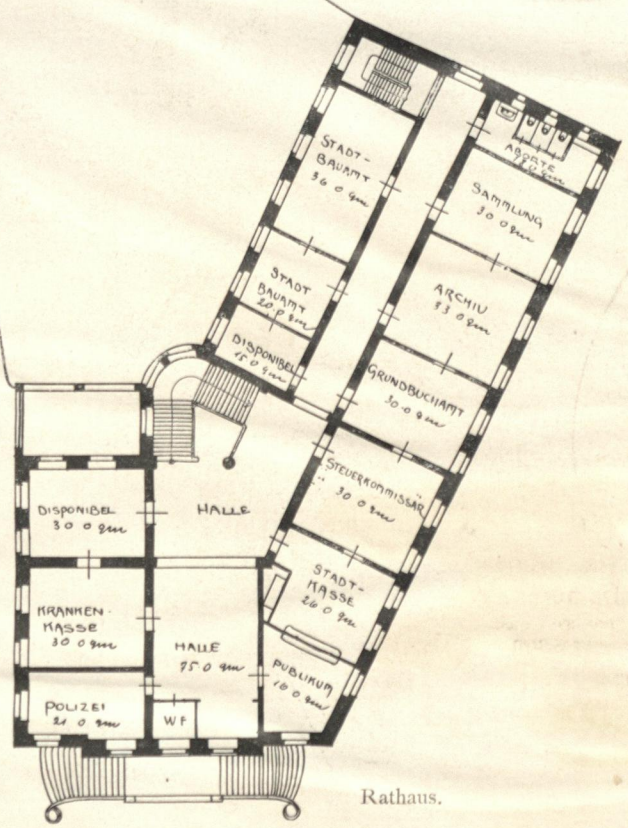 STADT-
BAUAMT
36.0 qm
ABORTE
SAMMLUNG
30.0 qm
STADT
BAUAMT
20.0 qm
ARCHIV
33.0 qm
DISPONIBEL
15.0 qm
GRUNDBUCHAMT
30.0 qm
STEUERKOMMISSÄR
30.0 qm
DISPONIBEL
30.0 qm
HALLE
STADT-
KASSE
26.0 qm
KRANKEN-
KASSE
30.0 qm
HALLE
75.0 qm
PUBLIKUM
16.0 qm
POLIZEI
21.0 qm
Rathaus.